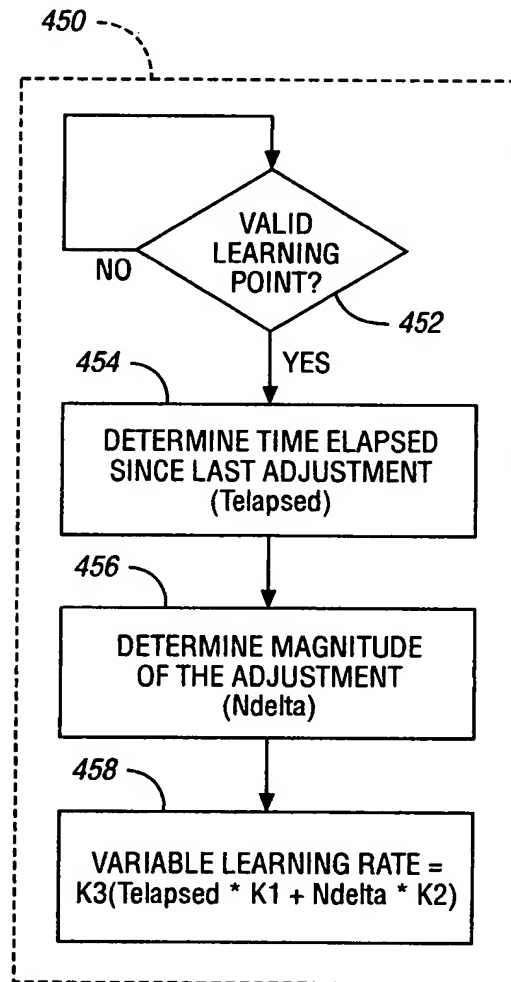 450
VALID
LEARNING
POINT?
NO
452
YES
454
DETERMINE TIME ELAPSED
SINCE LAST ADJUSTMENT
(Telapsed)
456
DETERMINE MAGNITUDE
OF THE ADJUSTMENT
(Ndelta)
458
VARIABLE LEARNING RATE =
K3(Telapsed * K1 + Ndelta * K2)